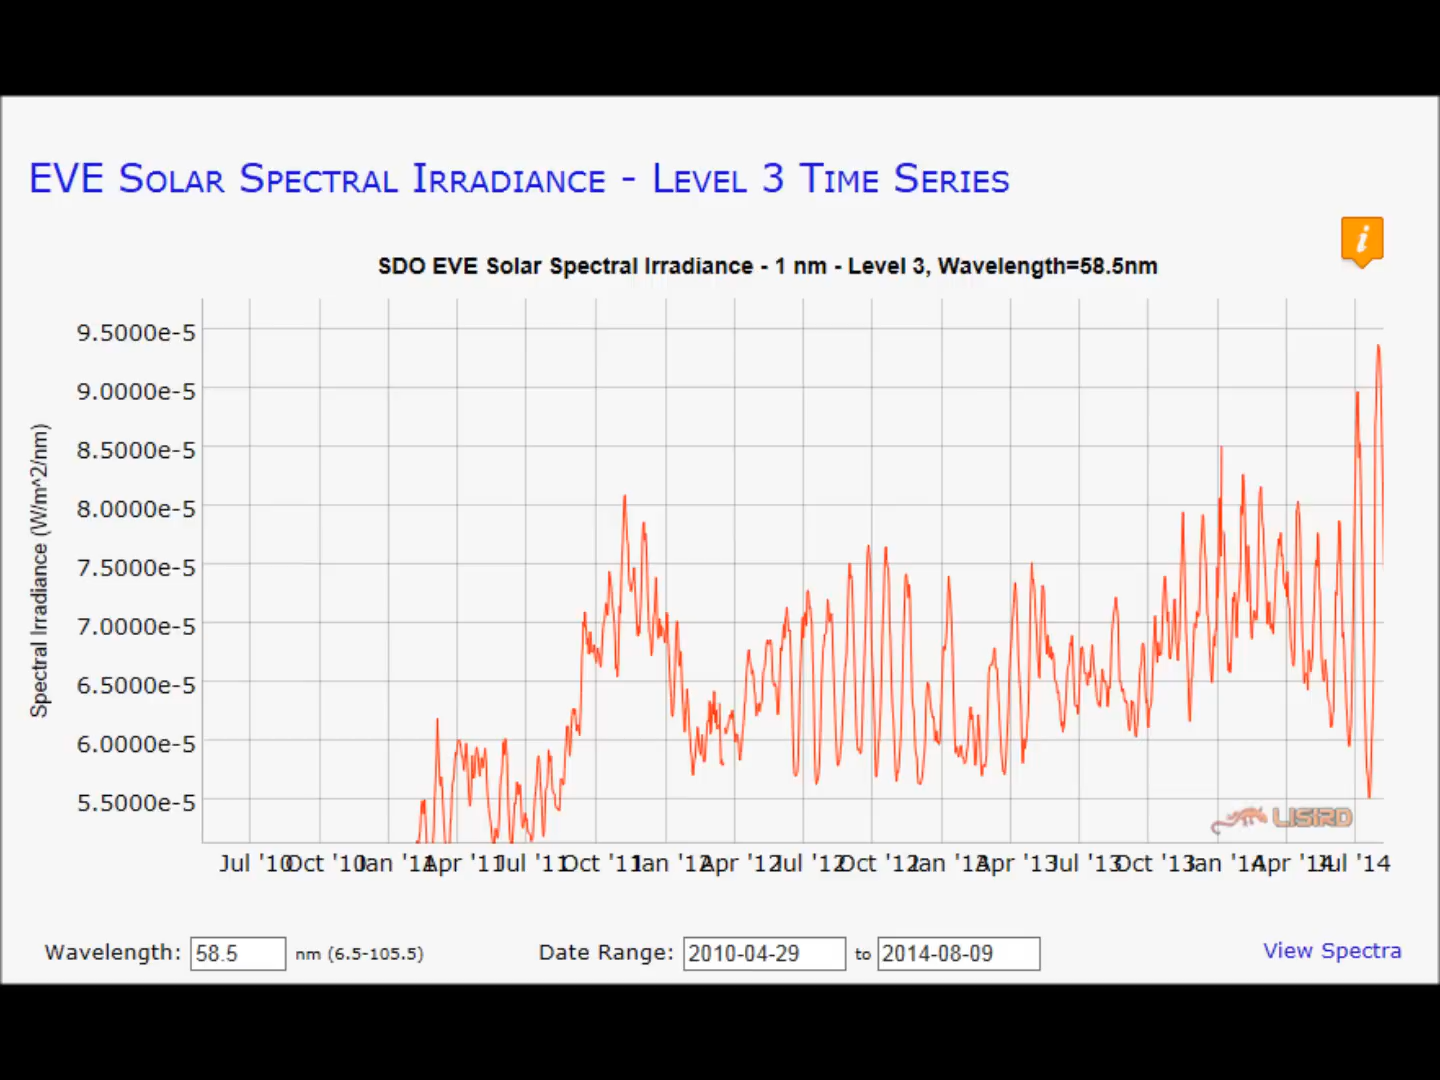 EVE Solar Spectral Irradiance - Level 3 Time Series
i
SDO EVE Solar Spectral Irradiance - 1 nm - Level 3, Wavelength=58.5nm
Spectral Irradiance (W/m^2/nm)
9.5000e-5
9.0000e-5
8.5000e-5
8.0000e-5
7.5000e-5
7.0000e-5
6.5000e-5
6.0000e-5
5.5000e-5
LISIRD
Jul '10 Oct '10 Jan '11 Apr '11 Jul '11 Oct '11 Jan '12 Apr '12 Jul '12 Oct '12 Jan '13 Apr '13 Jul '13 Oct '13 Jan '14 Apr '14 Jul '14
Wavelength: 58.5 nm (6.5-105.5) Date Range: 2010-04-29 to 2014-08-09 View Spectra